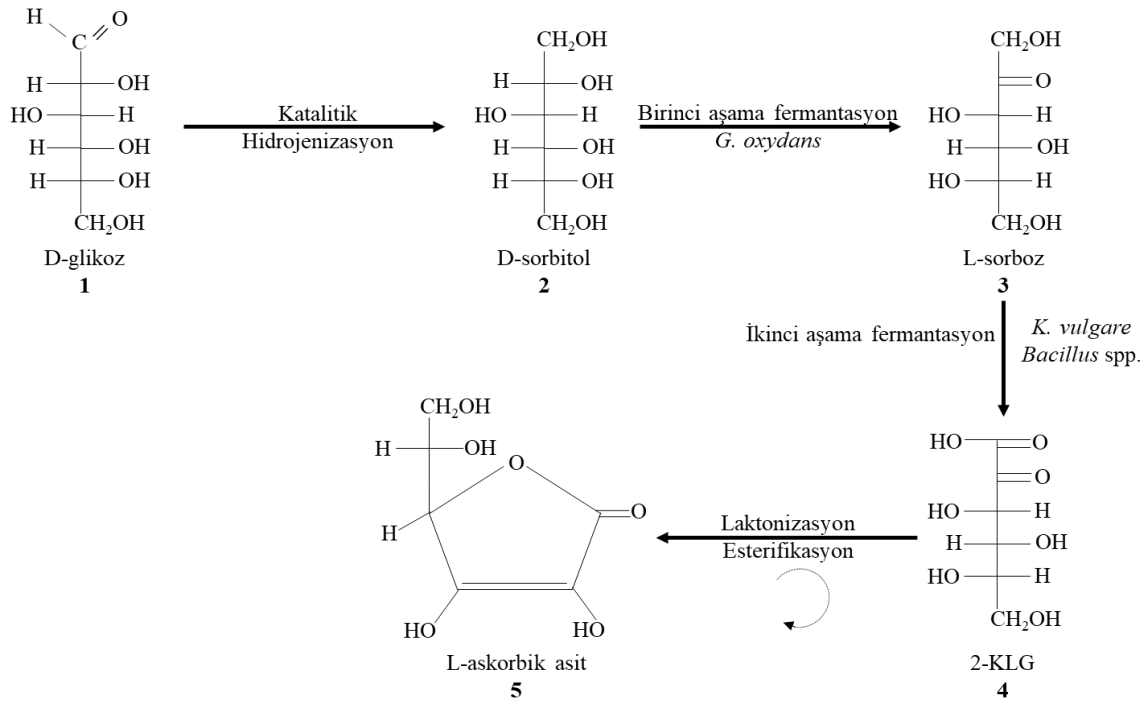 H O
C
H OH
HO H
H OH
H OH
CH₂OH
D-glikoz
1
Katalitik
Hidrojenizasyon
CH₂OH
H OH
HO H
H OH
H OH
CH₂OH
D-sorbitol
2
Birinci aşama fermantasyon
G. oxydans
CH₂OH
O
HO H
H OH
HO H
CH₂OH
L-sorboz
3
İkinci aşama fermantasyon
K. vulgare
Bacillus spp.
HO O
O
HO H
H OH
HO H
CH₂OH
2-KLG
4
Laktonizasyon
Esterifikasyon
CH₂OH
H OH
O
O
H
HO HO
L-askorbik asit
5